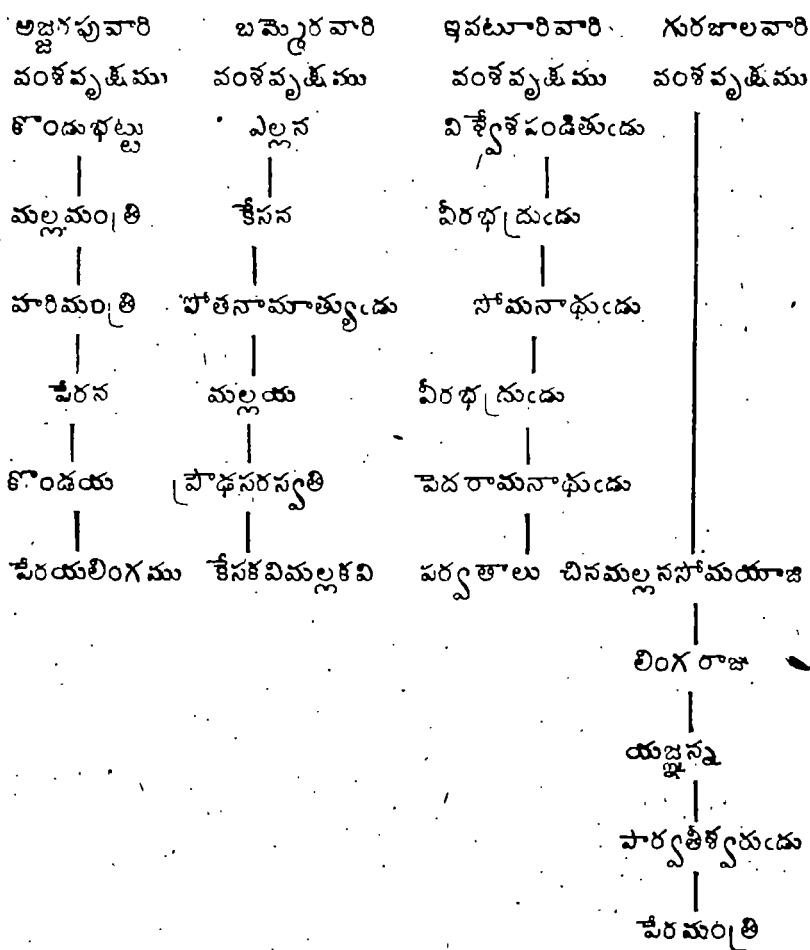 అజ్జగపువారి బమ్మెరవారి ఇవటూరివారి గురజాలవారి
వంశవృక్షము వంశవృక్షము వంశవృక్షము వంశవృక్షము
కొండుభట్టు ఎల్లన విశ్వేశపండితుఁడు
మల్లమంత్రి కేసన వీరభద్రుఁడు
హరిమంత్రి పోతనామాత్యుఁడు సోమనాథుఁడు
పేరన మల్లయ వీరభద్రుఁడు
కొండయ ప్రౌఢసరస్వతి పెదరామనాథుఁడు
పేరయలింగము కేసకవిమల్లకవి పర్వతాలు చినమల్లనసోమయాజి
లింగరాజు
యజ్ఞన్న
పార్వతీశ్వరుఁడు
పేరమంత్రి